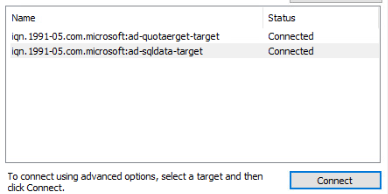 Name Status
iqn.1991-05.com.microsoft:ad-quotaerget-target Connected
iqn.1991-05.com.microsoft:ad-sqldata-target Connected
To connect using advanced options, select a target and then
click Connect.
Connect